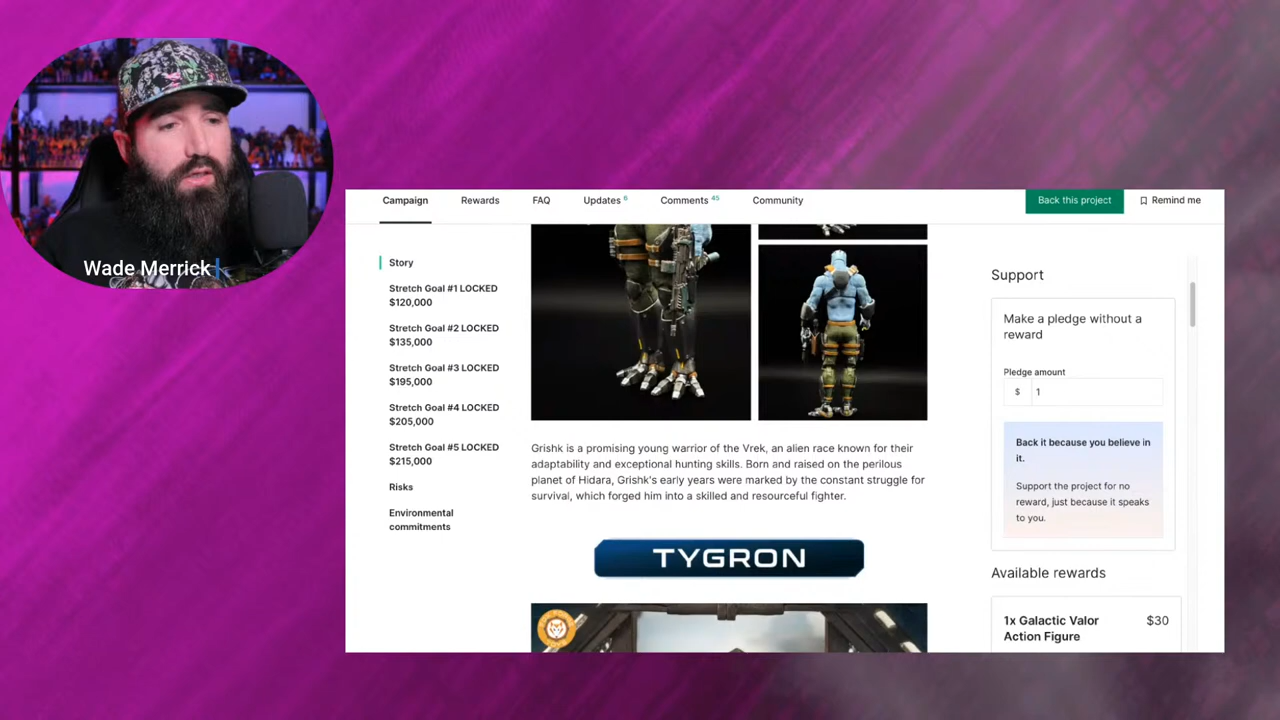 Wade Merrick
Campaign
Rewards
FAQ
Updates 6
Comments 45
Community
Back this project
Remind me
Story
Stretch Goal #1 LOCKED
$120,000
Stretch Goal #2 LOCKED
$135,000
Stretch Goal #3 LOCKED
$195,000
Stretch Goal #4 LOCKED
$205,000
Stretch Goal #5 LOCKED
$215,000
Risks
Environmental
commitments
Grishk is a promising young warrior of the Vrek, an alien race known for their
adaptability and exceptional hunting skills. Born and raised on the perilous
planet of Hidara, Grishk's early years were marked by the constant struggle for
survival, which forged him into a skilled and resourceful fighter.
TYGRON
Support
Make a pledge without a
reward
Pledge amount
$ 1
Back it because you believe in
it.
Support the project for no
reward, just because it speaks
to you.
Available rewards
1x Galactic Valor $30
Action Figure